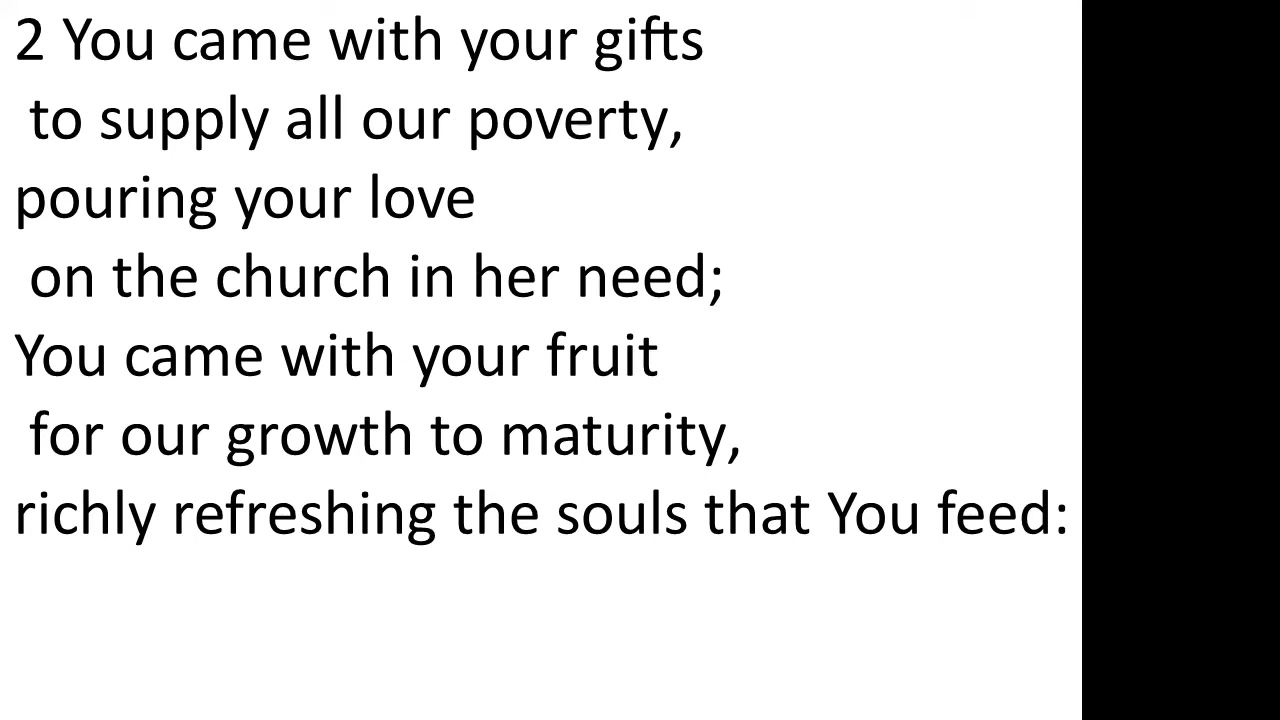 2 You came with your gifts
to supply all our poverty,
pouring your love
on the church in her need;
You came with your fruit
for our growth to maturity,
richly refreshing the souls that You feed: